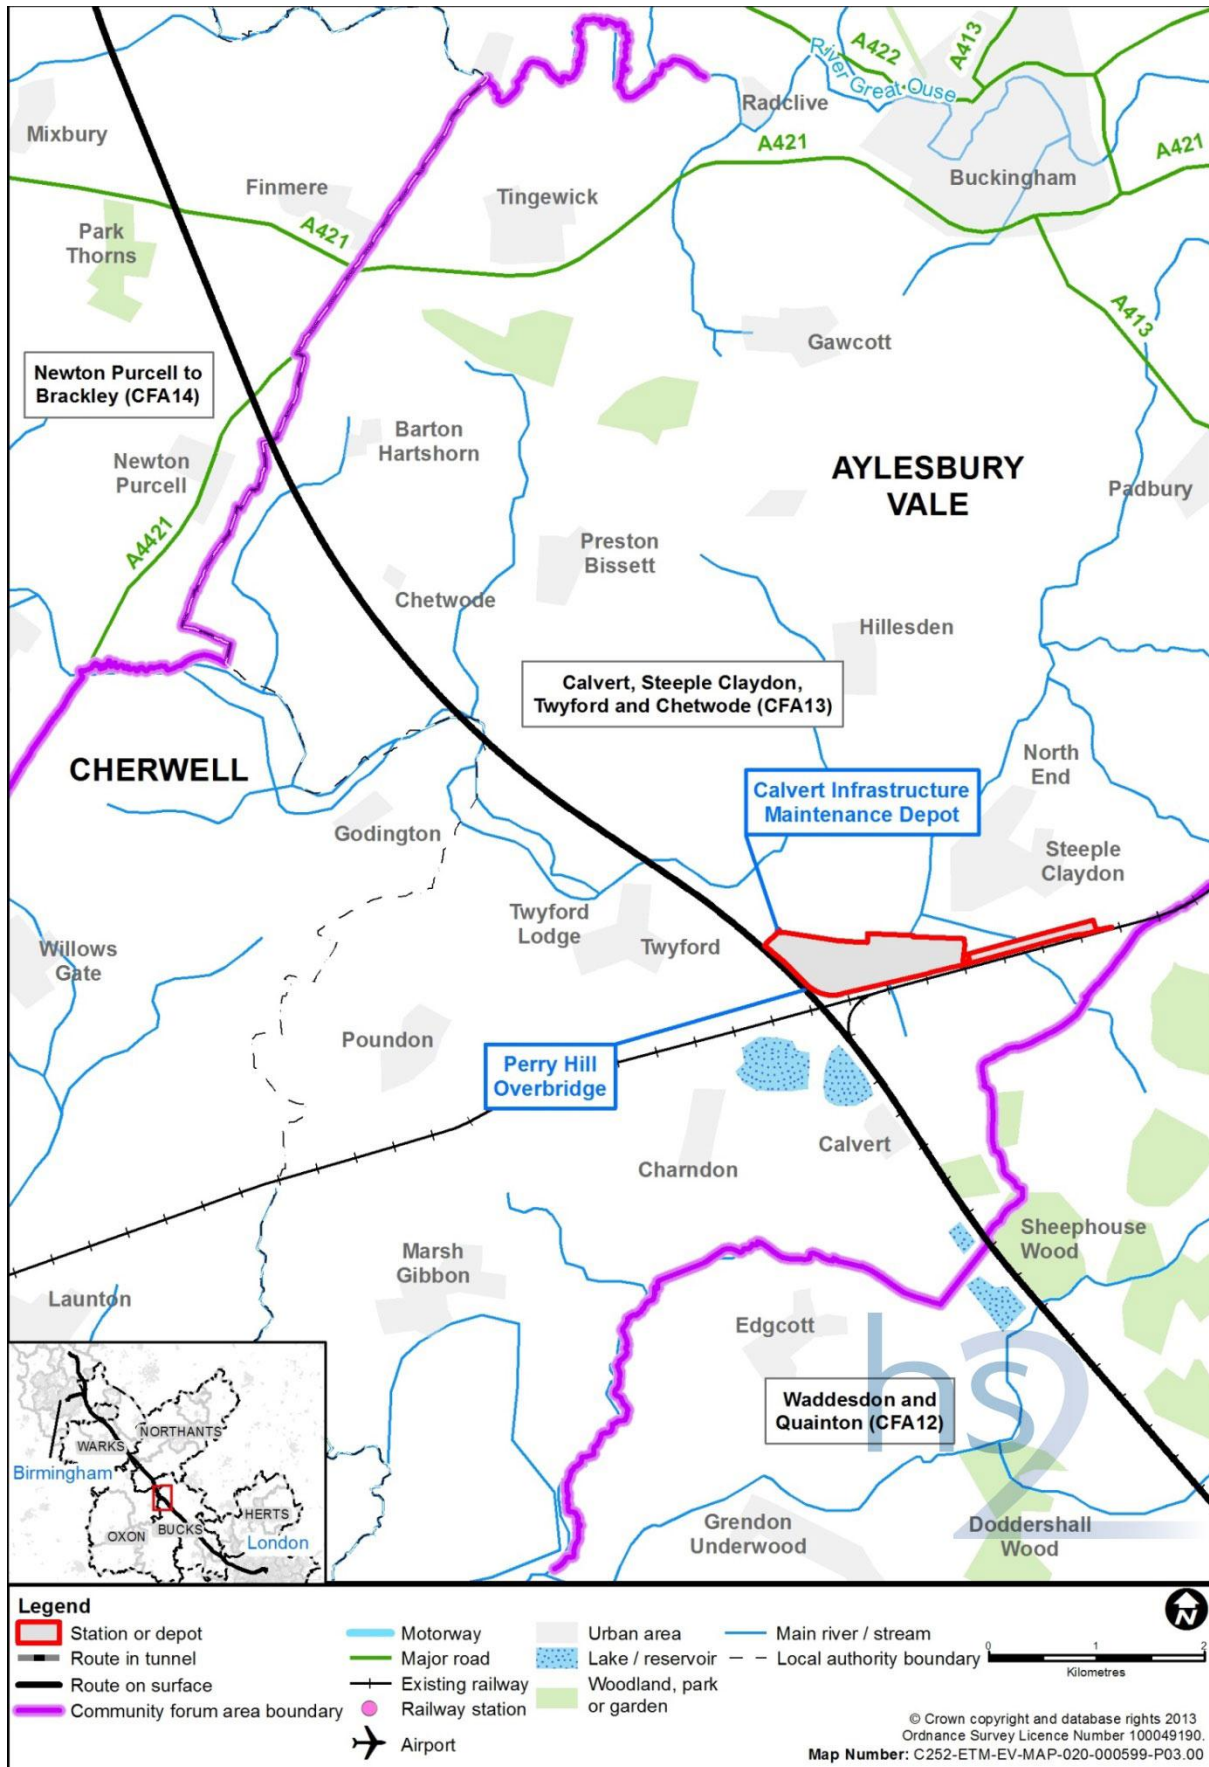 A422
A413
River Great Ouse
Radclive
A421
A421
Mixbury
Finmere
Tingewick
Buckingham
Park
Thorns
A421
A413
Gawcott
Newton Purcell to
Brackley (CFA14)
Barton
Hartshorn
Newton
Purcell
AYLESBURY
VALE
Padbury
A4421
Preston
Bissett
Chetwode
Hillesden
Calvert, Steeple Claydon,
Twyford and Chetwode (CFA13)
CHERWELL
North
End
Calvert Infrastructure
Maintenance Depot
Godington
Steeple
Claydon
Twyford
Lodge
Twyford
Willows
Gate
Poundon
Perry Hill
Overbridge
Calvert
Charndon
Sheephouse
Wood
Marsh
Gibbon
Launton
Edgcott
hs2
Waddesdon and
Quainton (CFA12)
Grendon
Underwood
Doddershall
Wood
NORTHANTS
WARKS
Birmingham
HERTS
OXON
BUCKS
London
Legend
Station or depot
Route in tunnel
Route on surface
Community forum area boundary
Motorway
Major road
Existing railway
Railway station
Airport
Urban area
Lake / reservoir
Woodland, park
or garden
Main river / stream
Local authority boundary
N
0 1 2
Kilometres
© Crown copyright and database rights 2013
Ordnance Survey Licence Number 100049190.
Map Number: C252-ETM-EV-MAP-020-000599-P03.00